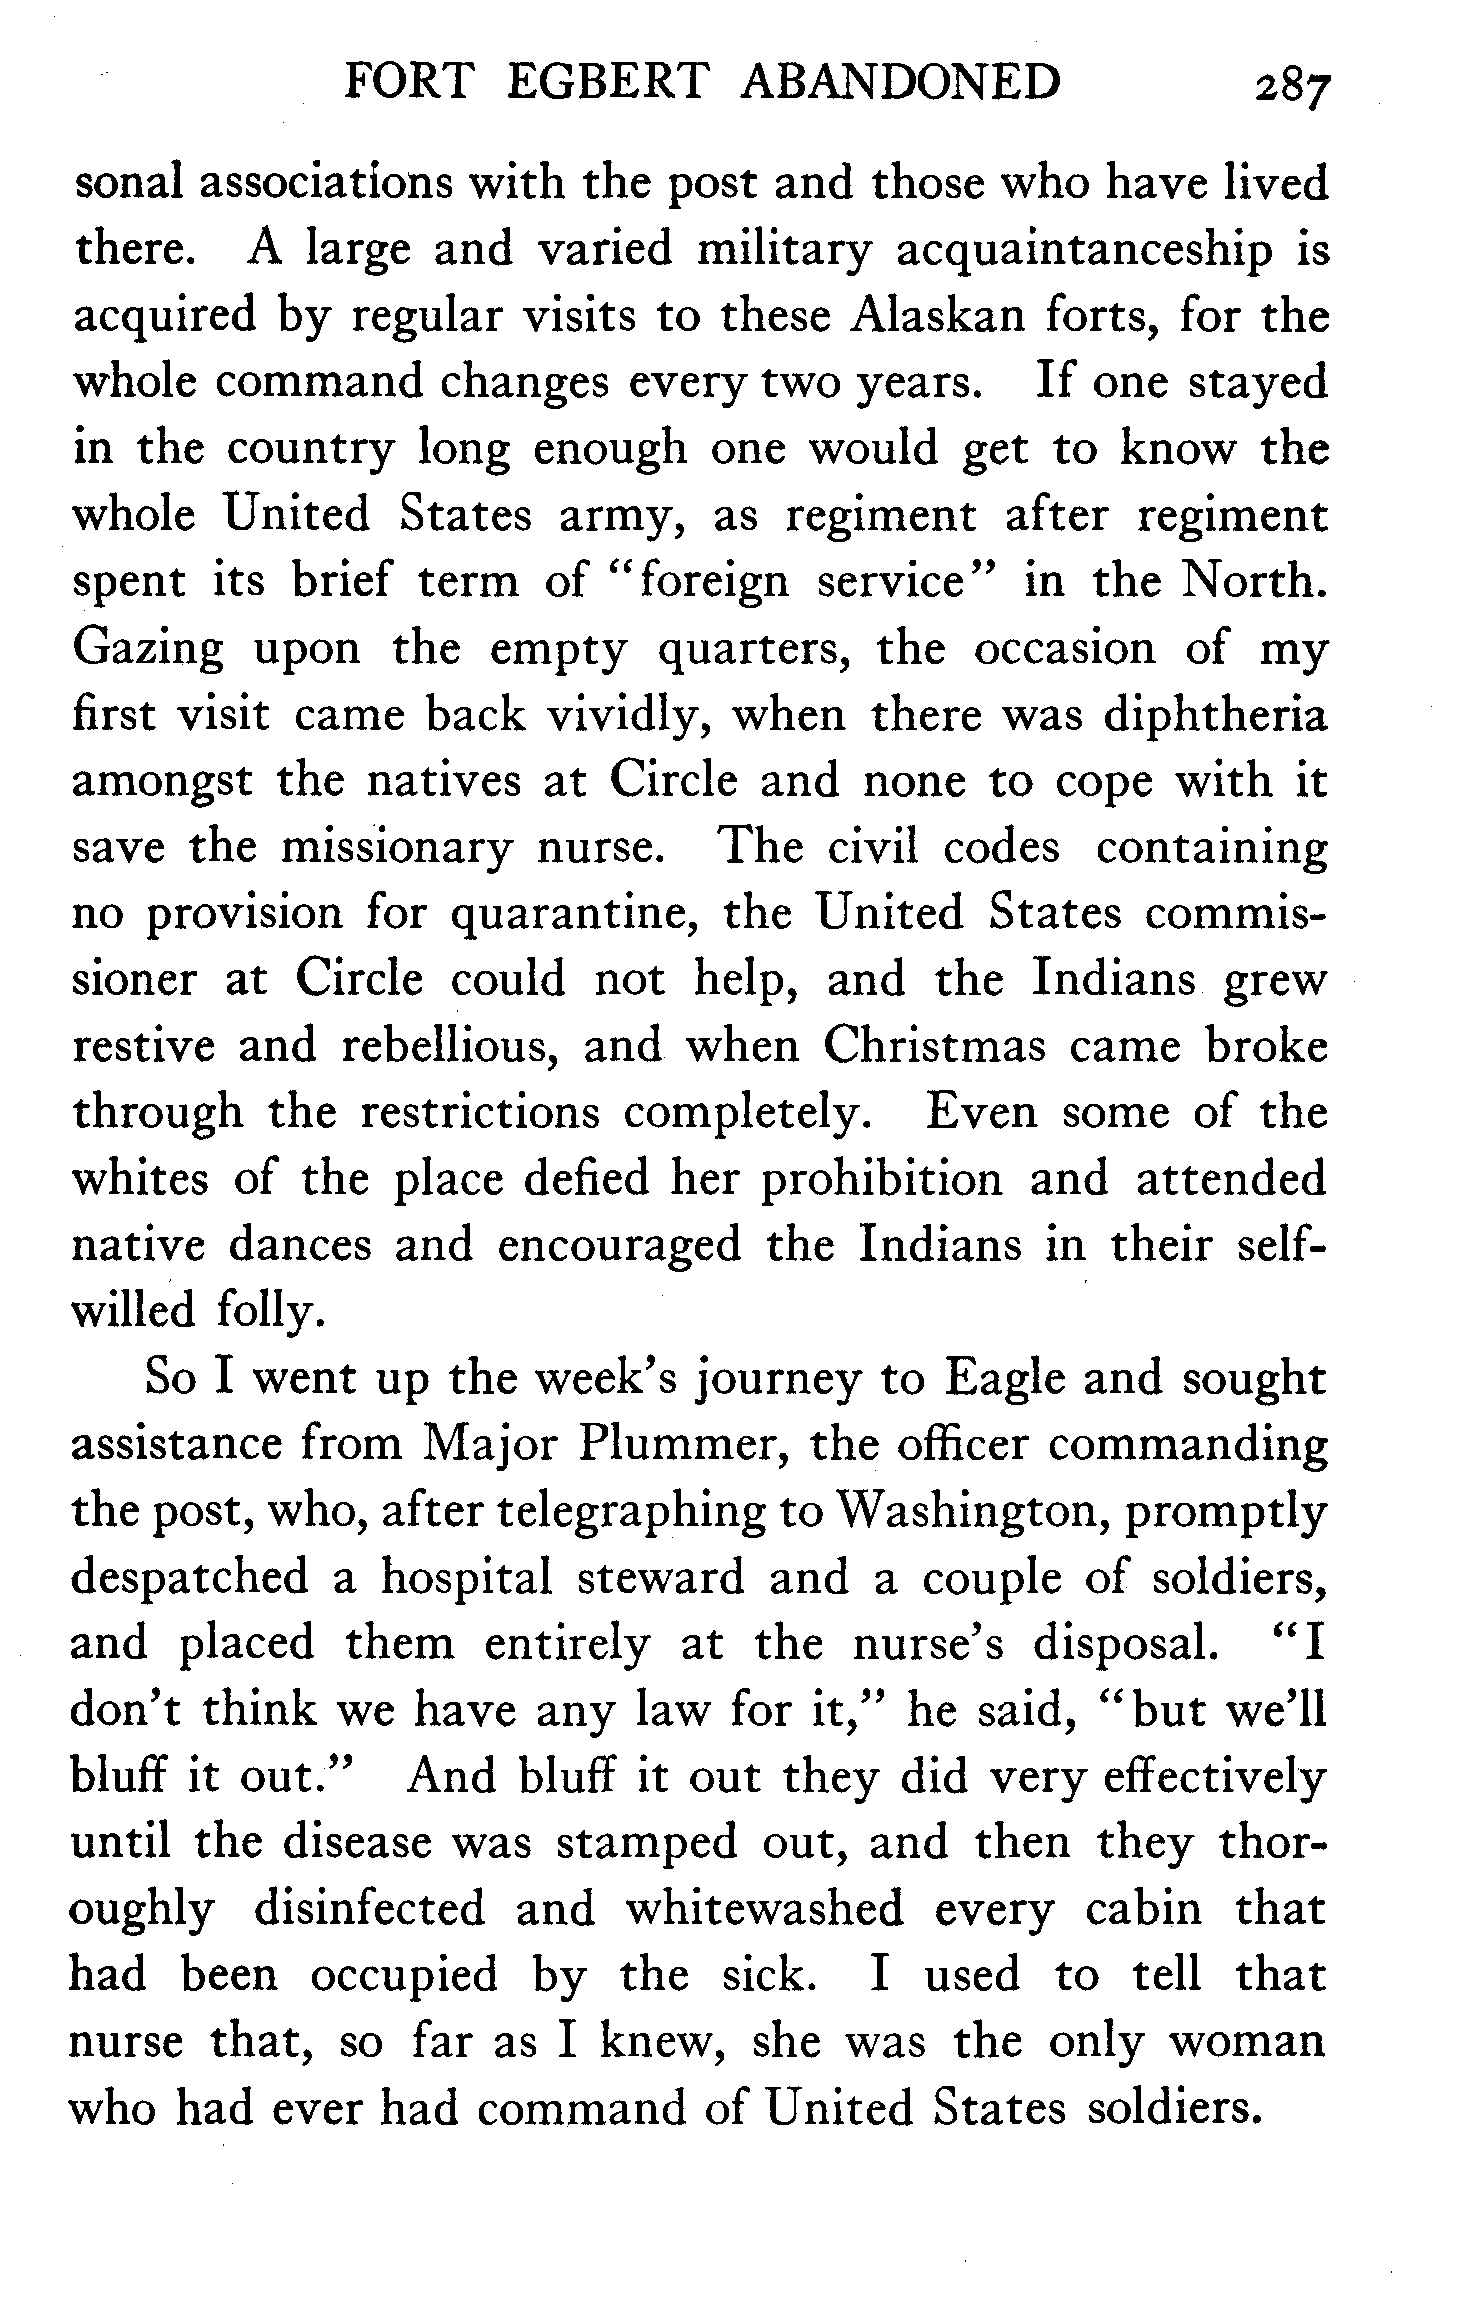 FORT EGBERT ABANDONED 287
sonal associations with the post and those who have lived
there. A large and varied military acquaintanceship is
acquired by regular visits to these Alaskan forts, for the
whole command changes every two years. If one stayed
in the country long enough one would get to know the
whole United States army, as regiment after regiment
spent its brief term of "foreign service" in the North.
Gazing upon the empty quarters, the occasion of my
first visit came back vividly, when there was diphtheria
amongst the natives at Circle and none to cope with it
save the missionary nurse. The civil codes containing
no provision for quarantine, the United States commis-
sioner at Circle could not help, and the Indians grew
restive and rebellious, and when Christmas came broke
through the restrictions completely. Even some of the
whites of the place defied her prohibition and attended
native dances and encouraged the Indians in their self-
willed folly.
So I went up the week's journey to Eagle and sought
assistance from Major Plummer, the officer commanding
the post, who, after telegraphing to Washington, promptly
despatched a hospital steward and a couple of soldiers,
and placed them entirely at the nurse's disposal. "I
don't think we have any law for it," he said, "but we'll
bluff it out." And bluff it out they did very effectively
until the disease was stamped out, and then they thor-
oughly disinfected and whitewashed every cabin that
had been occupied by the sick. I used to tell that
nurse that, so far as I knew, she was the only woman
who had ever had command of United States soldiers.